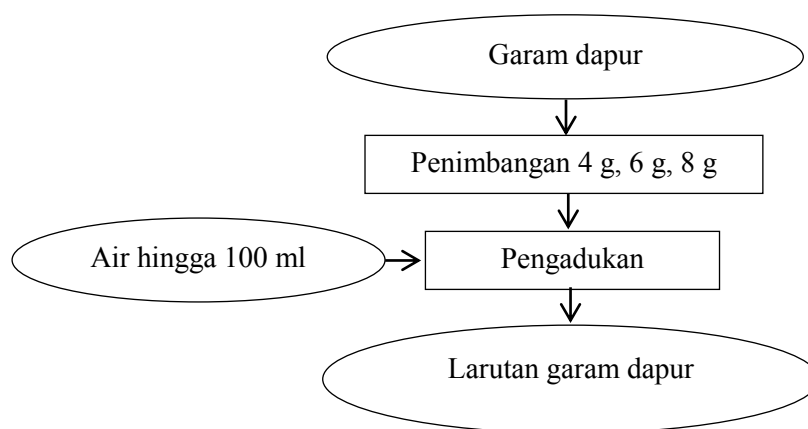 Garam dapur
Penimbangan 4 g, 6 g, 8 g
Air hingga 100 ml
Pengadukan
Larutan garam dapur